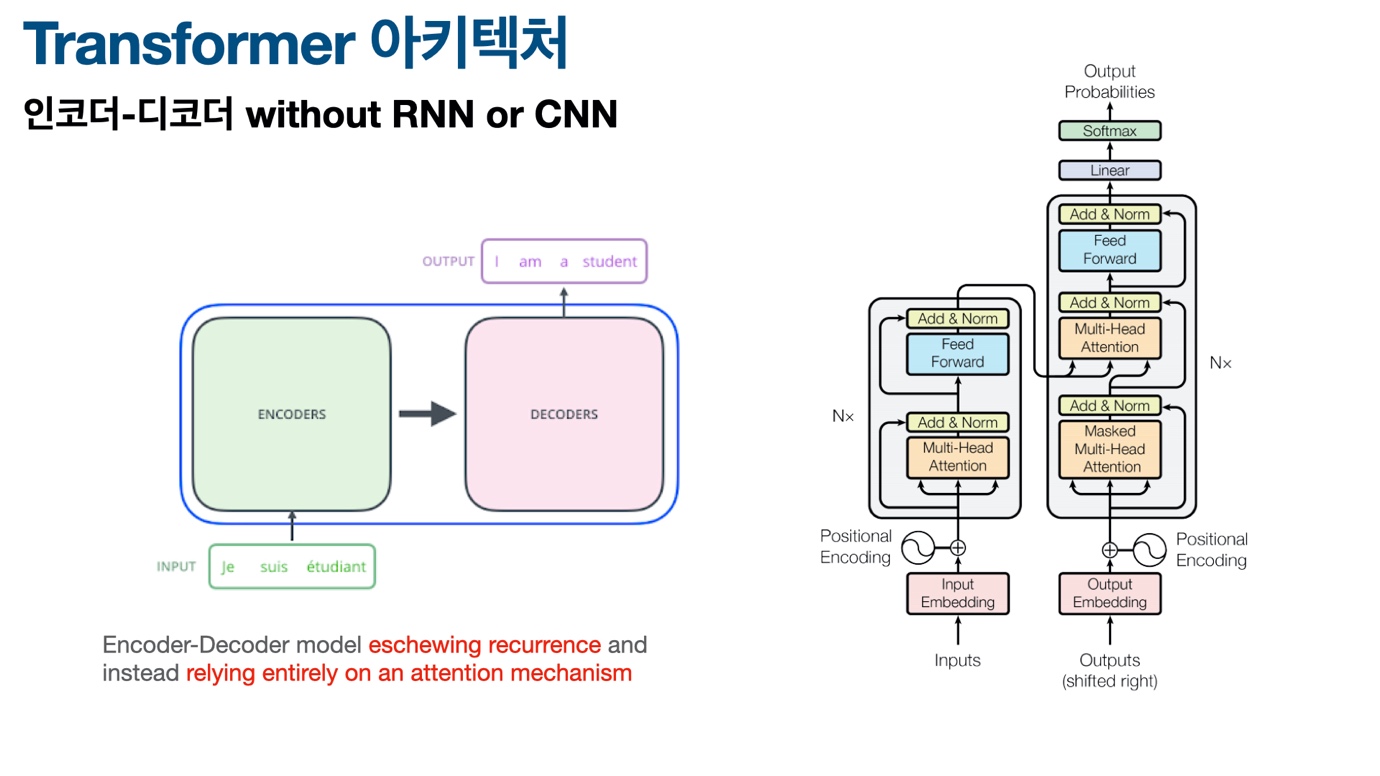 Transformer 아키텍처
인코더-디코더 without RNN or CNN
OUTPUT I am a student
ENCODERS
DECODERS
INPUT Je suis étudiant
Encoder-Decoder model eschewing recurrence and
instead relying entirely on an attention mechanism
Output
Probabilities
Softmax
Linear
Add & Norm
Feed
Forward
Add & Norm
Multi-Head
Attention
Nx
Add & Norm
Masked
Multi-Head
Attention
Positional
Encoding
Output
Embedding
Outputs
(shifted right)
Add & Norm
Feed
Forward
Nx
Add & Norm
Multi-Head
Attention
Positional
Encoding
Input
Embedding
Inputs